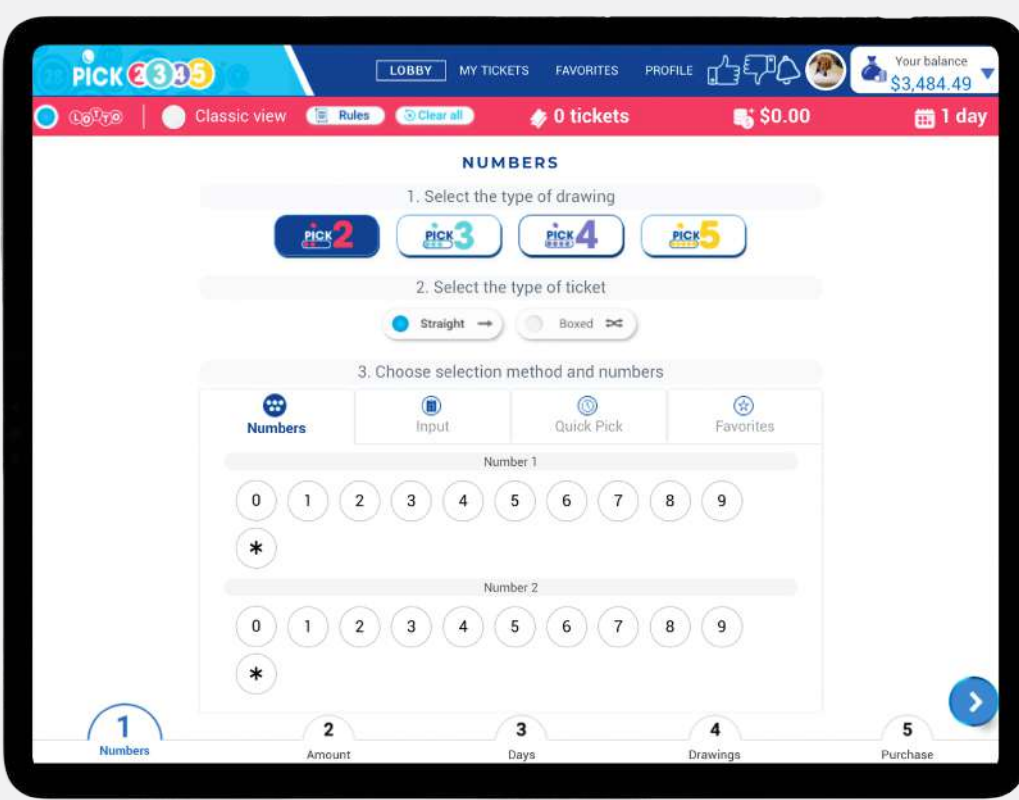 PICK 2345
LOBBY MY TICKETS FAVORITES PROFILE
Your balance
$3,484.49
LOTTO Classic view Rules Clear all 0 tickets $0.00 1 day
NUMBERS
1. Select the type of drawing
PICK 2 PICK 3 PICK 4 PICK 5
2. Select the type of ticket
Straight Boxed
3. Choose selection method and numbers
Numbers Input Quick Pick Favorites
Number 1
0 1 2 3 4 5 6 7 8 9
*
Number 2
0 1 2 3 4 5 6 7 8 9
*
1 2 3 4 5
Numbers Amount Days Drawings Purchase